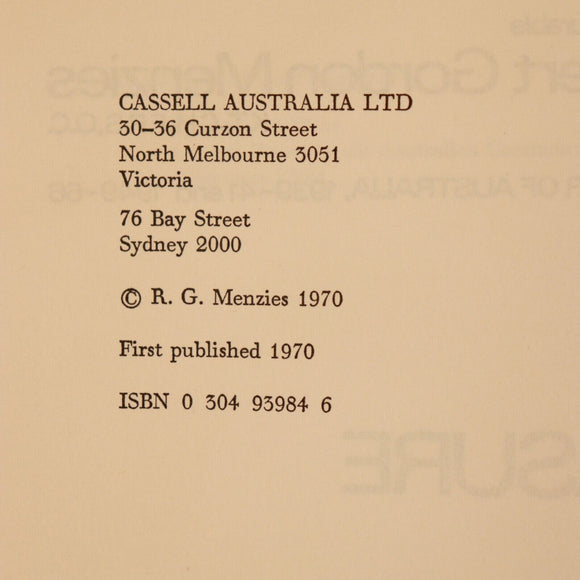 CASSELL AUSTRALIA LTD
30–36 Curzon Street
North Melbourne 3051
Victoria
76 Bay Street
Sydney 2000
© R. G. Menzies 1970
First published 1970
ISBN 0 304 93984 6